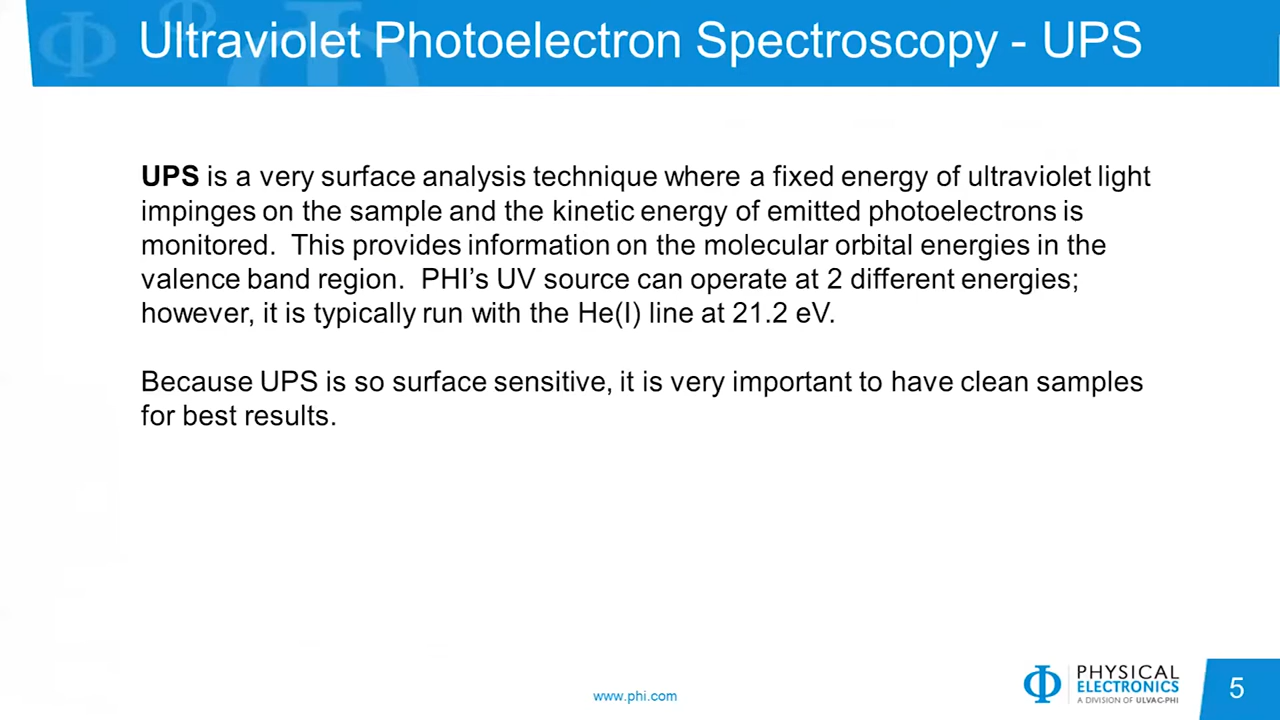 Ultraviolet Photoelectron Spectroscopy - UPS
UPS is a very surface analysis technique where a fixed energy of ultraviolet light
impinges on the sample and the kinetic energy of emitted photoelectrons is
monitored.  This provides information on the molecular orbital energies in the
valence band region.  PHI’s UV source can operate at 2 different energies;
however, it is typically run with the He(I) line at 21.2 eV.
Because UPS is so surface sensitive, it is very important to have clean samples
for best results.
www.phi.com
PHYSICAL
ELECTRONICS
A DIVISION OF ULVAC-PHI
5